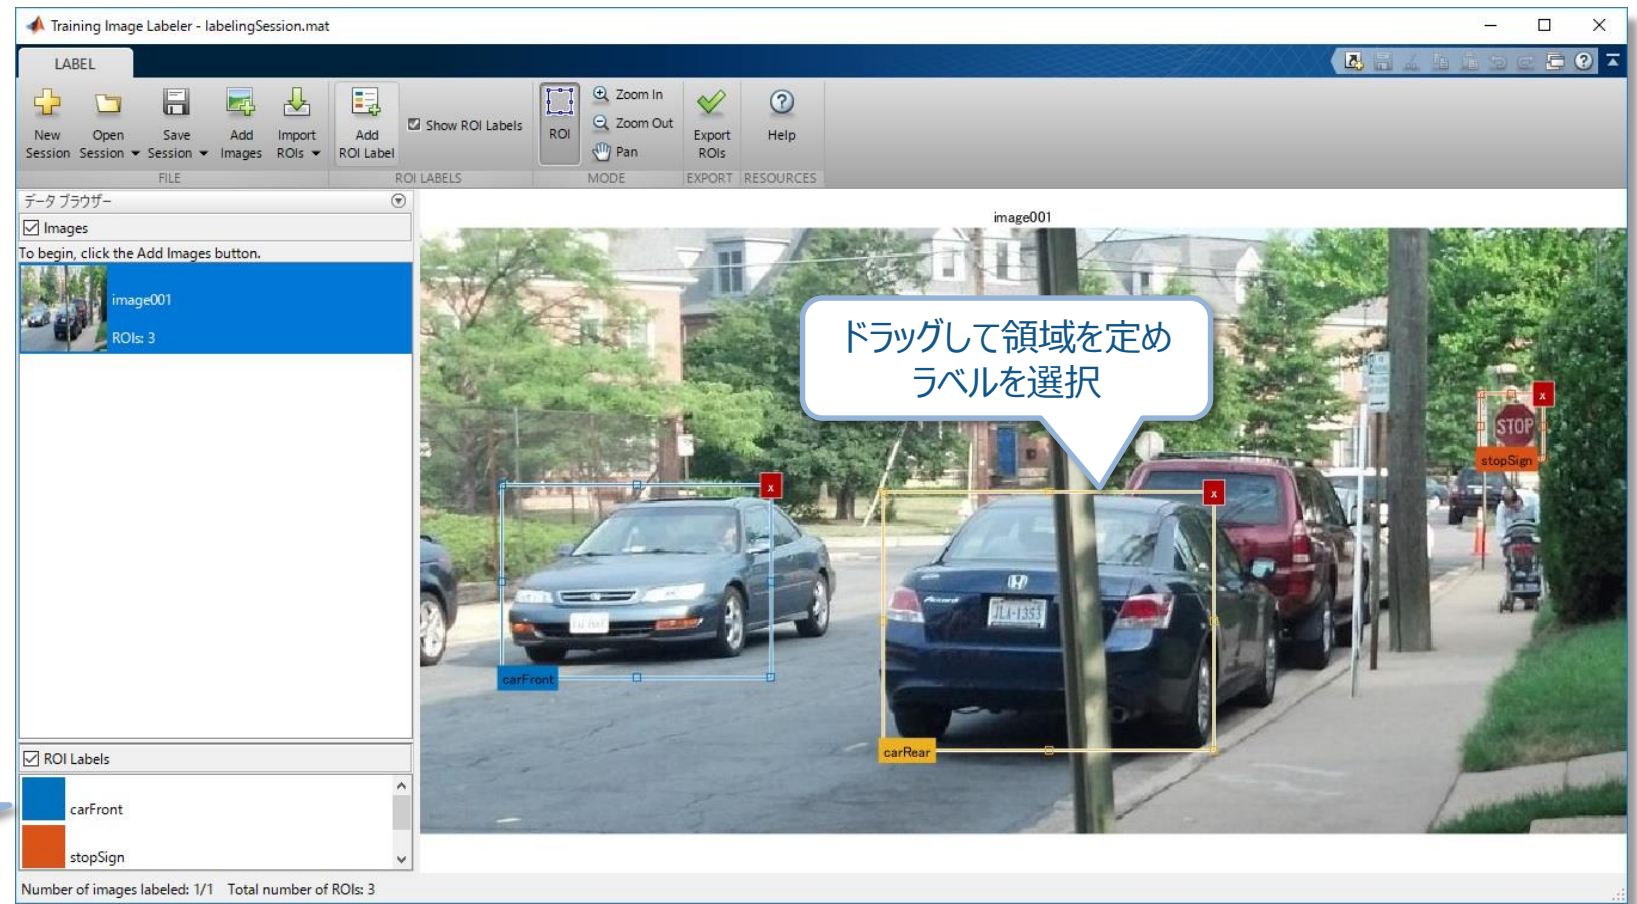 Training Image Labeler - labelingSession.mat
LABEL
New Session
Open Session
Save Session
Add Images
Import ROIs
Add ROI Label
Show ROI Labels
ROI
Zoom In
Zoom Out
Pan
Export ROIs
Help
FILE
ROI LABELS
MODE
EXPORT
RESOURCES
データ ブラウザー
Images
To begin, click the Add Images button.
image001
ROIs: 3
image001
ドラッグして領域を定め
ラベルを選択
x
STOP
stopSign
x
x
carFront
Accord
JLA-1353
carRear
ROI Labels
carFront
stopSign
Number of images labeled: 1/1 Total number of ROIs: 3